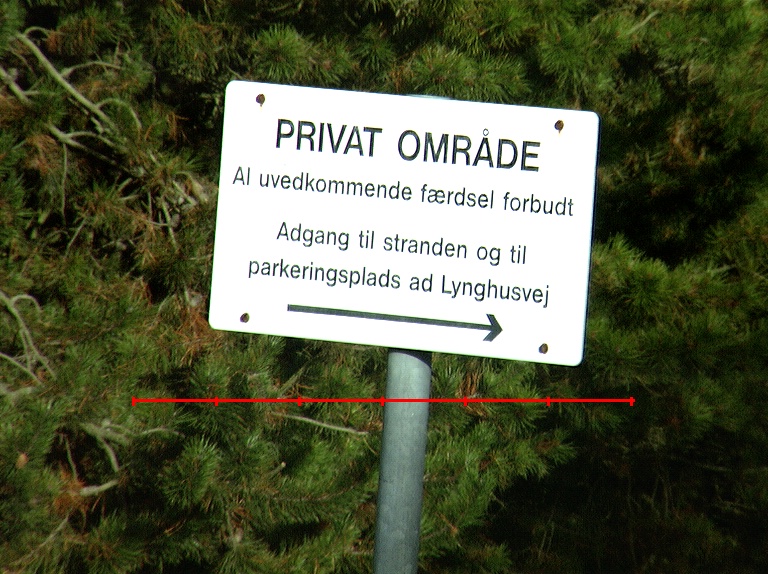 PRIVAT OMRÅDE
Al uvedkommende færdsel forbudt
Adgang til stranden og til
parkeringsplads ad Lynghusvej